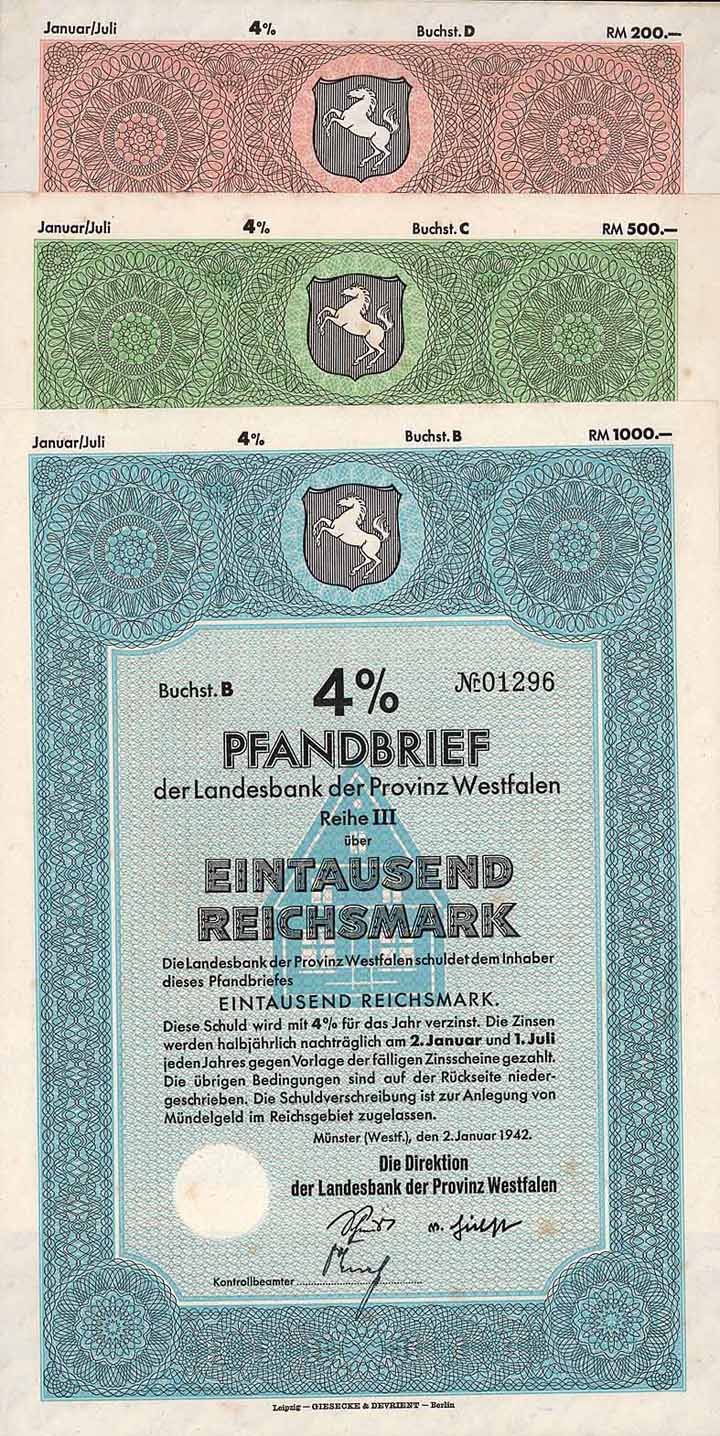 Januar/Juli 4% Buchst. D RM 200.—
Januar/Juli 4% Buchst. C RM 500.—
Januar/Juli 4% Buchst. B RM 1000.—
Buchst. B 4% № 01296
PFANDBRIEF
der Landesbank der Provinz Westfalen
Reihe III
über
EINTAUSEND
REICHSMARK
Die Landesbank der Provinz Westfalen schuldet dem Inhaber
dieses Pfandbriefes
EINTAUSEND REICHSMARK.
Diese Schuld wird mit 4% für das Jahr verzinst. Die Zinsen
werden halbjährlich nachträglich am 2. Januar und 1. Juli
jeden Jahres gegen Vorlage der fälligen Zinsscheine gezahlt.
Die übrigen Bedingungen sind auf der Rückseite nieder-
geschrieben. Die Schuldverschreibung ist zur Anlegung von
Mündelgeld im Reichsgebiet zugelassen.
Münster (Westf.), den 2. Januar 1942.
Die Direktion
der Landesbank der Provinz Westfalen
Kontrollbeamter
Leipzig — GIESECKE & DEVRIENT — Berlin